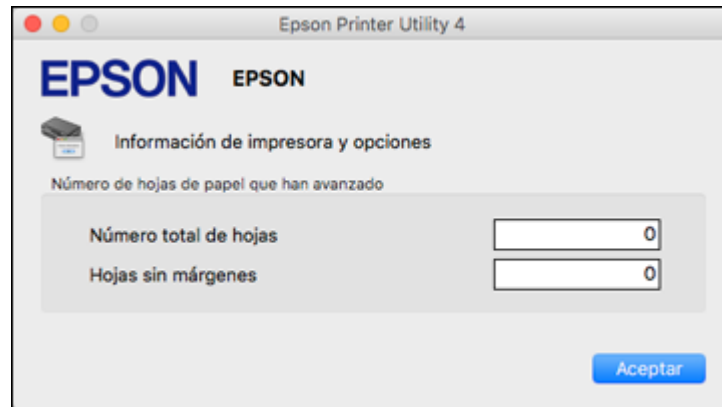 Epson Printer Utility 4
EPSON EPSON
Información de impresora y opciones
Número de hojas de papel que han avanzado
Número total de hojas 0
Hojas sin márgenes 0
Aceptar